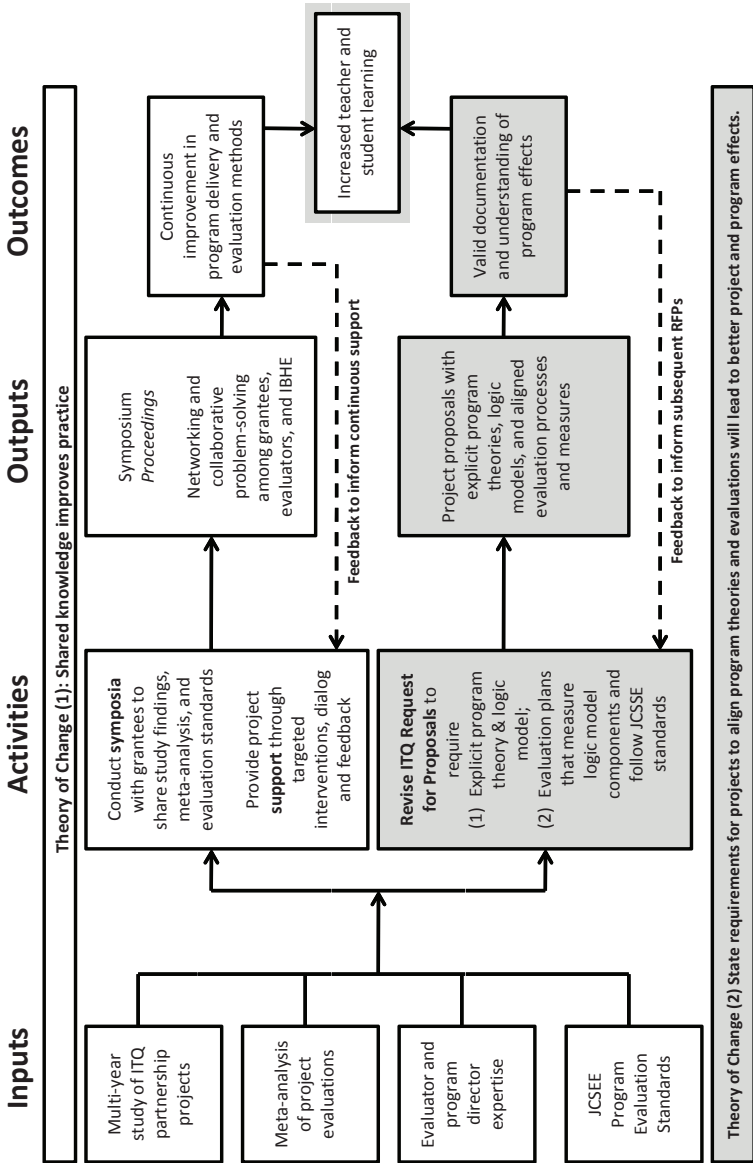 Inputs
Activities
Outputs
Outcomes
Theory of Change (1): Shared knowledge improves practice
Multi-year
study of ITQ
partnership
projects
Meta-analysis
of project
evaluations
Evaluator and
program
director
expertise
JCSEE
Program
Evaluation
Standards
Conduct symposia
with grantees to
share study findings,
meta-analysis, and
evaluation standards
Provide project
support through
targeted
interventions, dialog
and feedback
Revise ITQ Request
for Proposals to
require
(1) Explicit program
theory & logic
model;
(2) Evaluation plans
that measure
logic model
components and
follow JCSSE
standards
Symposium
Proceedings
Networking and
collaborative
problem-solving
among grantees,
evaluators, and IBHE
Feedback to inform continuous support
Project proposals with
explicit program
theories, logic
models, and aligned
evaluation processes
and measures
Feedback to inform subsequent RFPs
Continuous
improvement in
program delivery and
evaluation methods
Increased teacher and
student learning
Valid documentation
and understanding of
program effects
Theory of Change (2) State requirements for projects to align program theories and evaluations will lead to better project and program effects.